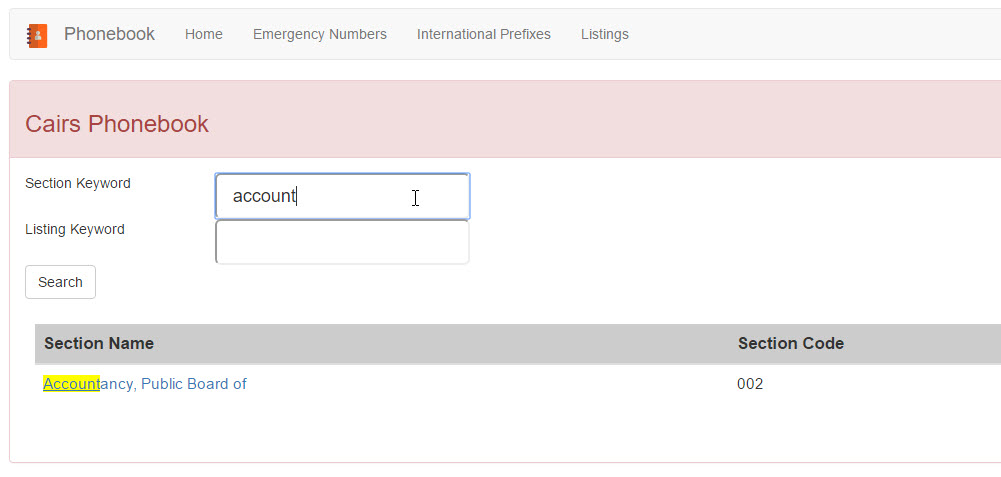 Phonebook Home Emergency Numbers International Prefixes Listings
Cairs Phonebook
Section Keyword account
Listing Keyword
Search
Section Name Section Code
Accountancy, Public Board of 002